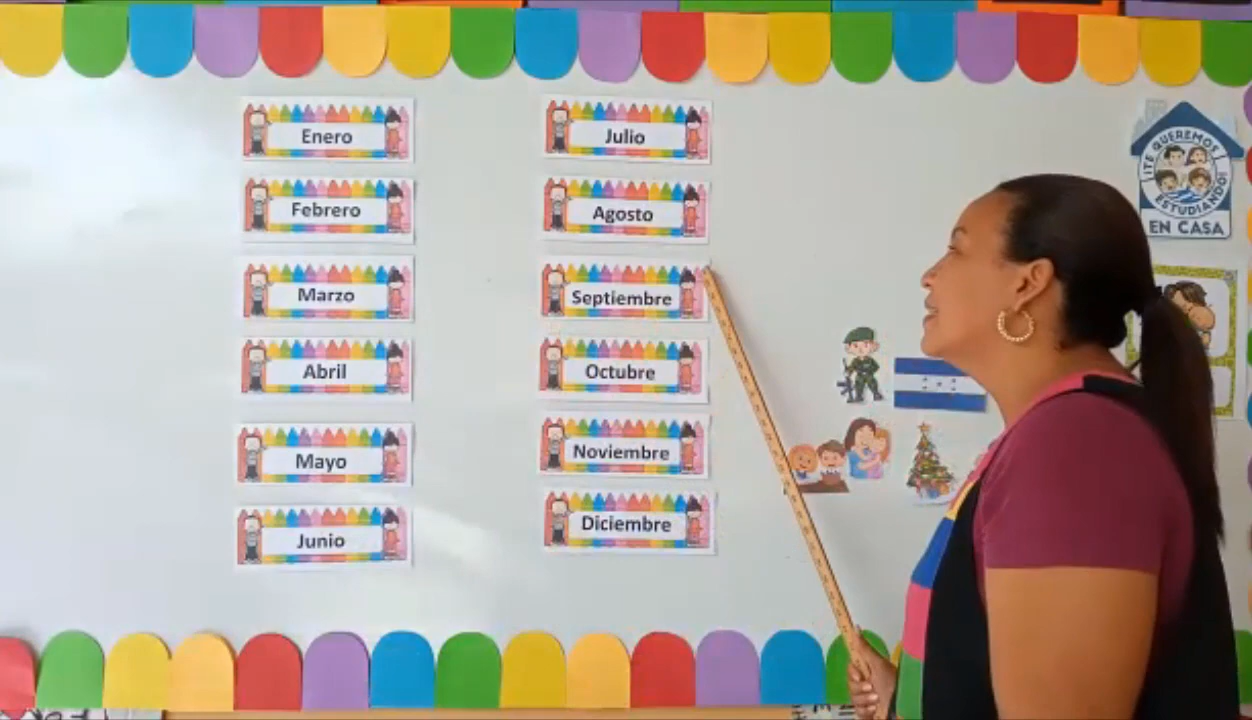 Enero
Febrero
Marzo
Abril
Mayo
Junio
Julio
Agosto
Septiembre
Octubre
Noviembre
Diciembre
¡TE QUEREMOS
ESTUDIANDO!
EN CASA